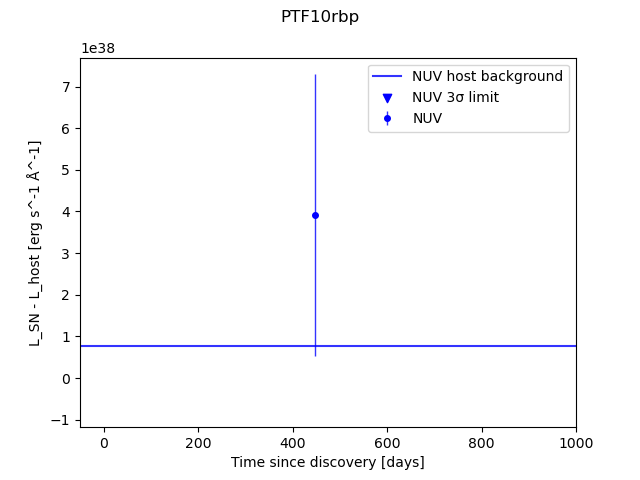 PTF10rbp
1e38
NUV host background
NUV 3σ limit
NUV
7
6
5
4
3
2
1
0
−1
L_SN - L_host [erg s^-1 Å^-1]
0
200
400
600
800
1000
Time since discovery [days]